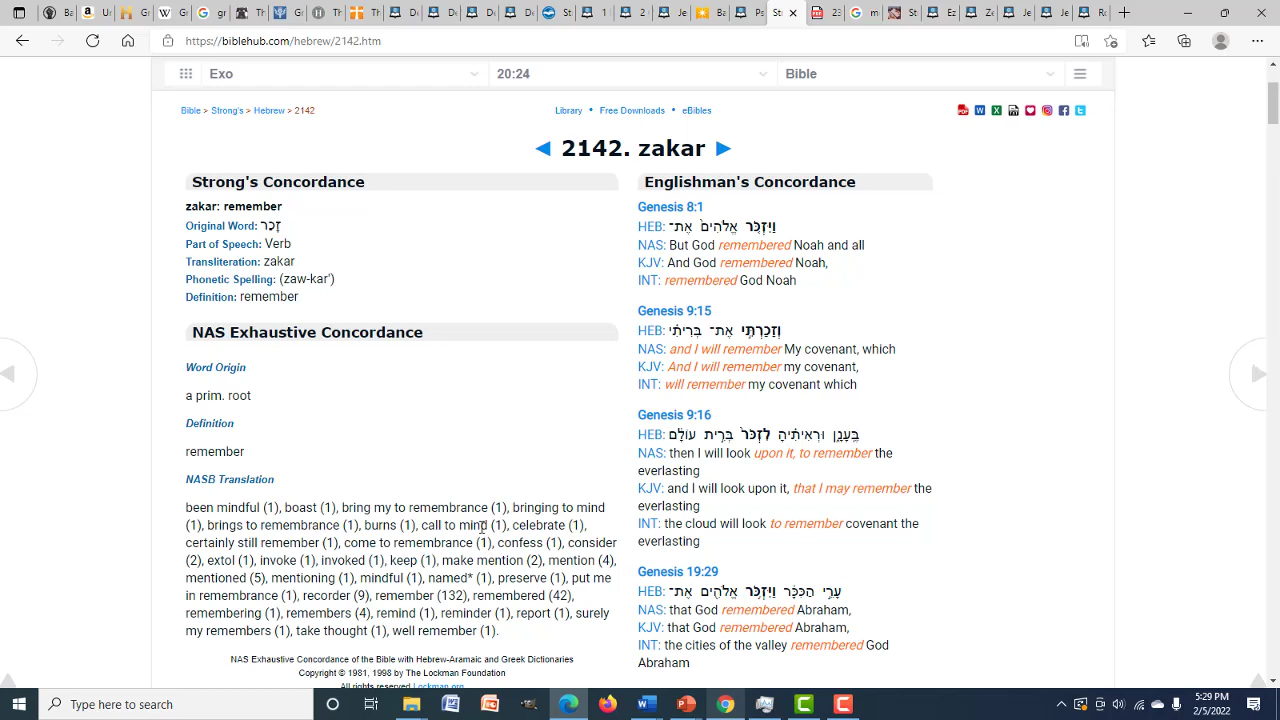 https://biblehub.com/hebrew/2142.htm
Exo
20:24
Bible
Bible > Strong's > Hebrew > 2142
Library • Free Downloads • eBibles
◄ 2142. zakar ►
Strong's Concordance
zakar: remember
Original Word: זָכַר
Part of Speech: Verb
Transliteration: zakar
Phonetic Spelling: (zaw-kar')
Definition: remember
NAS Exhaustive Concordance
Word Origin
a prim. root
Definition
remember
NASB Translation
been mindful (1), boast (1), bring my to remembrance (1), bringing to mind
(1), brings to remembrance (1), burns (1), call to mind (1), celebrate (1),
certainly still remember (1), come to remembrance (1), confess (1), consider
(2), extol (1), invoke (1), invoked (1), keep (1), make mention (2), mention (4),
mentioned (5), mentioning (1), mindful (1), named* (1), preserve (1), put me
in remembrance (1), recorder (9), remember (132), remembered (42),
remembering (1), remembers (4), remind (1), reminder (1), report (1), surely
my remembers (1), take thought (1), well remember (1).
NAS Exhaustive Concordance of the Bible with Hebrew-Aramaic and Greek Dictionaries
Copyright © 1981, 1998 by The Lockman Foundation
All rights reserved Lockman.org
Englishman's Concordance
Genesis 8:1
HEB: וַיִּזְכֹּ֤ר אֱלֹהִים֙ אֶת־
NAS: But God remembered Noah and all
KJV: And God remembered Noah,
INT: remembered God Noah
Genesis 9:15
HEB: וְזָכַרְתִּ֣י אֶת־ בְּרִיתִ֗י
NAS: and I will remember My covenant, which
KJV: And I will remember my covenant,
INT: will remember my covenant which
Genesis 9:16
HEB: בֶּֽעָנָ֑ן וּרְאִיתִ֗יהָ לִזְכֹּר֙ בְּרִ֣ית עוֹלָ֔ם
NAS: then I will look upon it, to remember the
everlasting
KJV: and I will look upon it, that I may remember the
everlasting
INT: the cloud will look to remember covenant the
everlasting
Genesis 19:29
HEB: עָרֵ֣י הַכִּכָּ֔ר וַיִּזְכֹּ֥ר אֱלֹהִ֖ים אֶת־
NAS: that God remembered Abraham,
KJV: that God remembered Abraham,
INT: the cities of the valley remembered God
Abraham
Type here to search
5:29 PM
2/5/2022